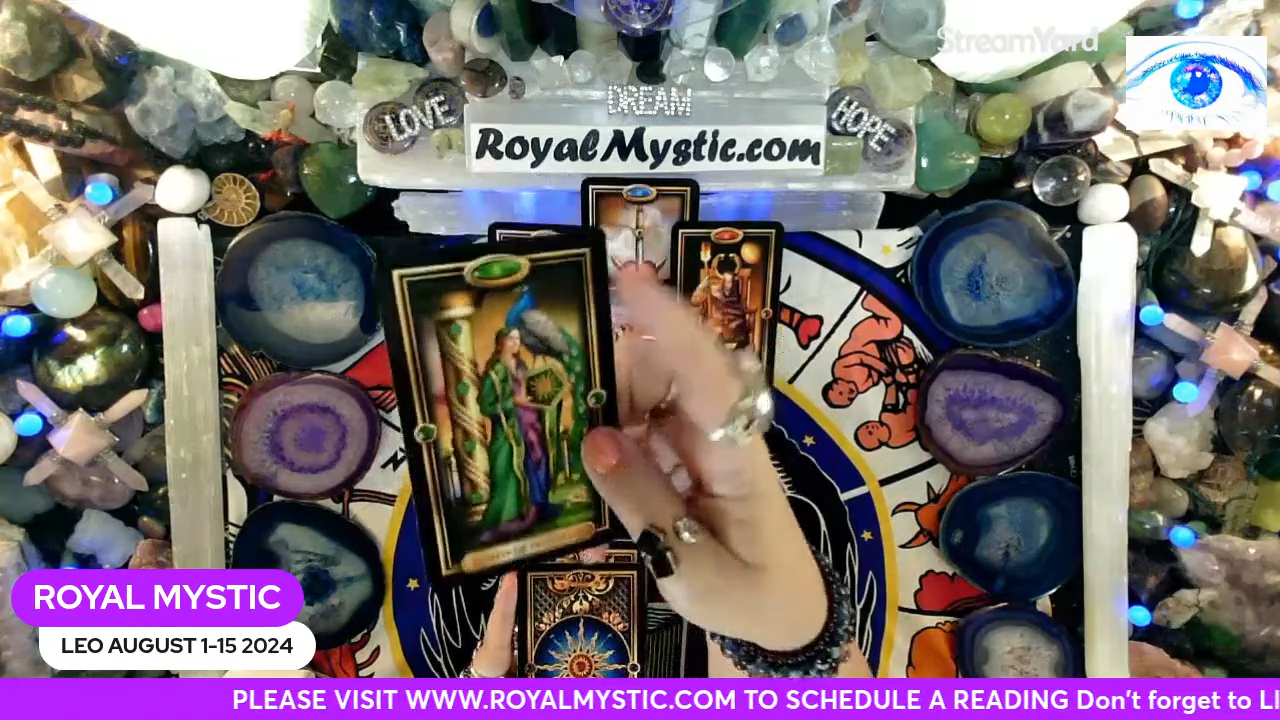 StreamYard
DREAM
LOVE
HOPE
RoyalMystic.com
ROYAL MYSTIC
LEO AUGUST 1-15 2024
PLEASE VISIT WWW.ROYALMYSTIC.COM TO SCHEDULE A READING Don't forget to LI